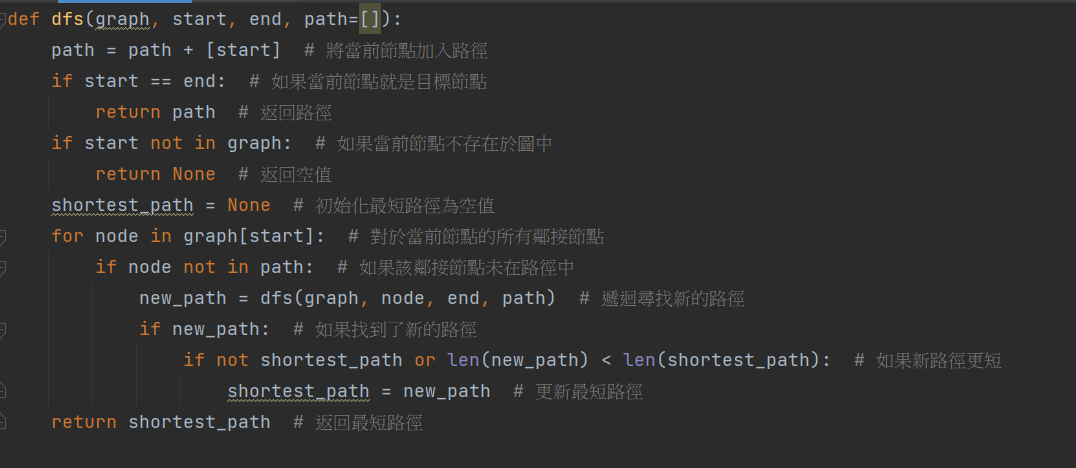 def dfs(graph, start, end, path=[]):
    path = path + [start]  # 將當前節點加入路徑
    if start == end:  # 如果當前節點就是目標節點
        return path  # 返回路徑
    if start not in graph:  # 如果當前節點不存在於圖中
        return None  # 返回空值
    shortest_path = None  # 初始化最短路徑為空值
    for node in graph[start]:  # 對於當前節點的所有鄰接節點
        if node not in path:  # 如果該鄰接節點未在路徑中
            new_path = dfs(graph, node, end, path)  # 遞迴尋找新的路徑
            if new_path:  # 如果找到了新的路徑
                if not shortest_path or len(new_path) < len(shortest_path):  # 如果新路徑更短
                    shortest_path = new_path  # 更新最短路徑
    return shortest_path  # 返回最短路徑